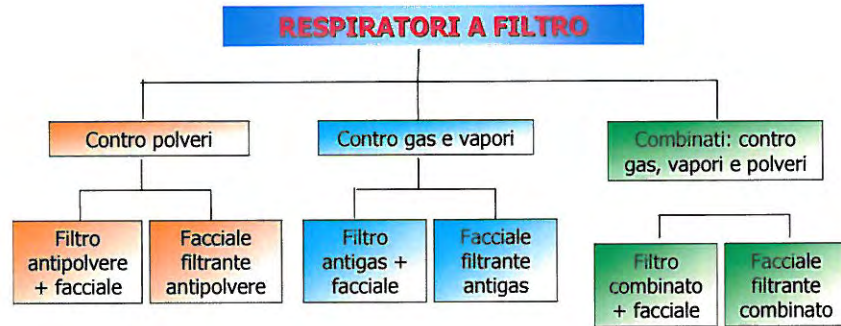 RESPIRATORI A FILTRO
Contro polveri
Contro gas e vapori
Combinati: contro
gas, vapori e polveri
Filtro
antipolvere
+ facciale
Facciale
filtrante
antipolvere
Filtro
antigas +
facciale
Facciale
filtrante
antigas
Filtro
combinato
+ facciale
Facciale
filtrante
combinato